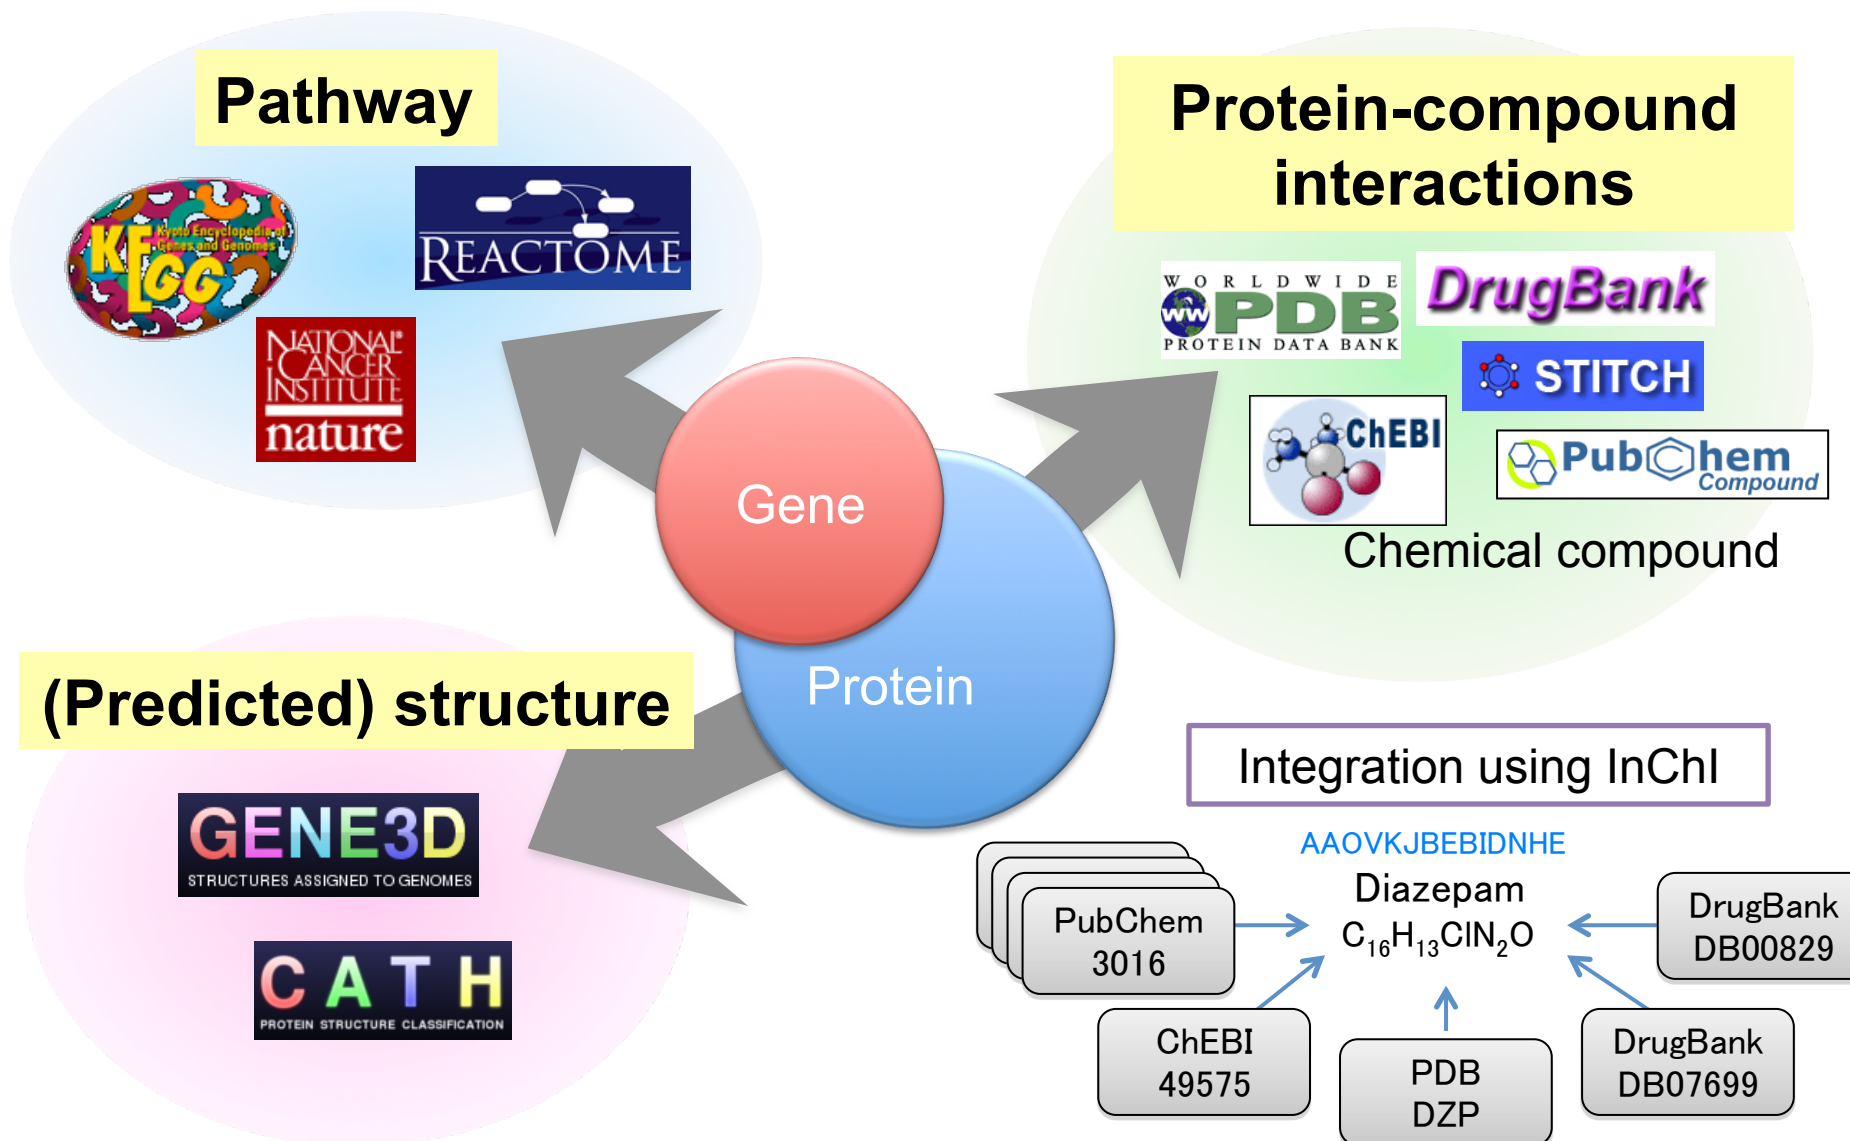 Pathway
KEGG
Kyoto Encyclopedia of
Genes and Genomes
REACTOME
NATIONAL
CANCER
INSTITUTE
nature
Protein-compound
interactions
WORLDWIDE
PDB
PROTEIN DATA BANK
DrugBank
STITCH
ChEBI
PubChem
Compound
Chemical compound
Gene
Protein
(Predicted) structure
GENE3D
STRUCTURES ASSIGNED TO GENOMES
CATH
PROTEIN STRUCTURE CLASSIFICATION
Integration using InChI
AAOVKJBEBIDNHE
Diazepam
C₁₆H₁₃ClN₂O
PubChem
3016
ChEBI
49575
PDB
DZP
DrugBank
DB07699
DrugBank
DB00829